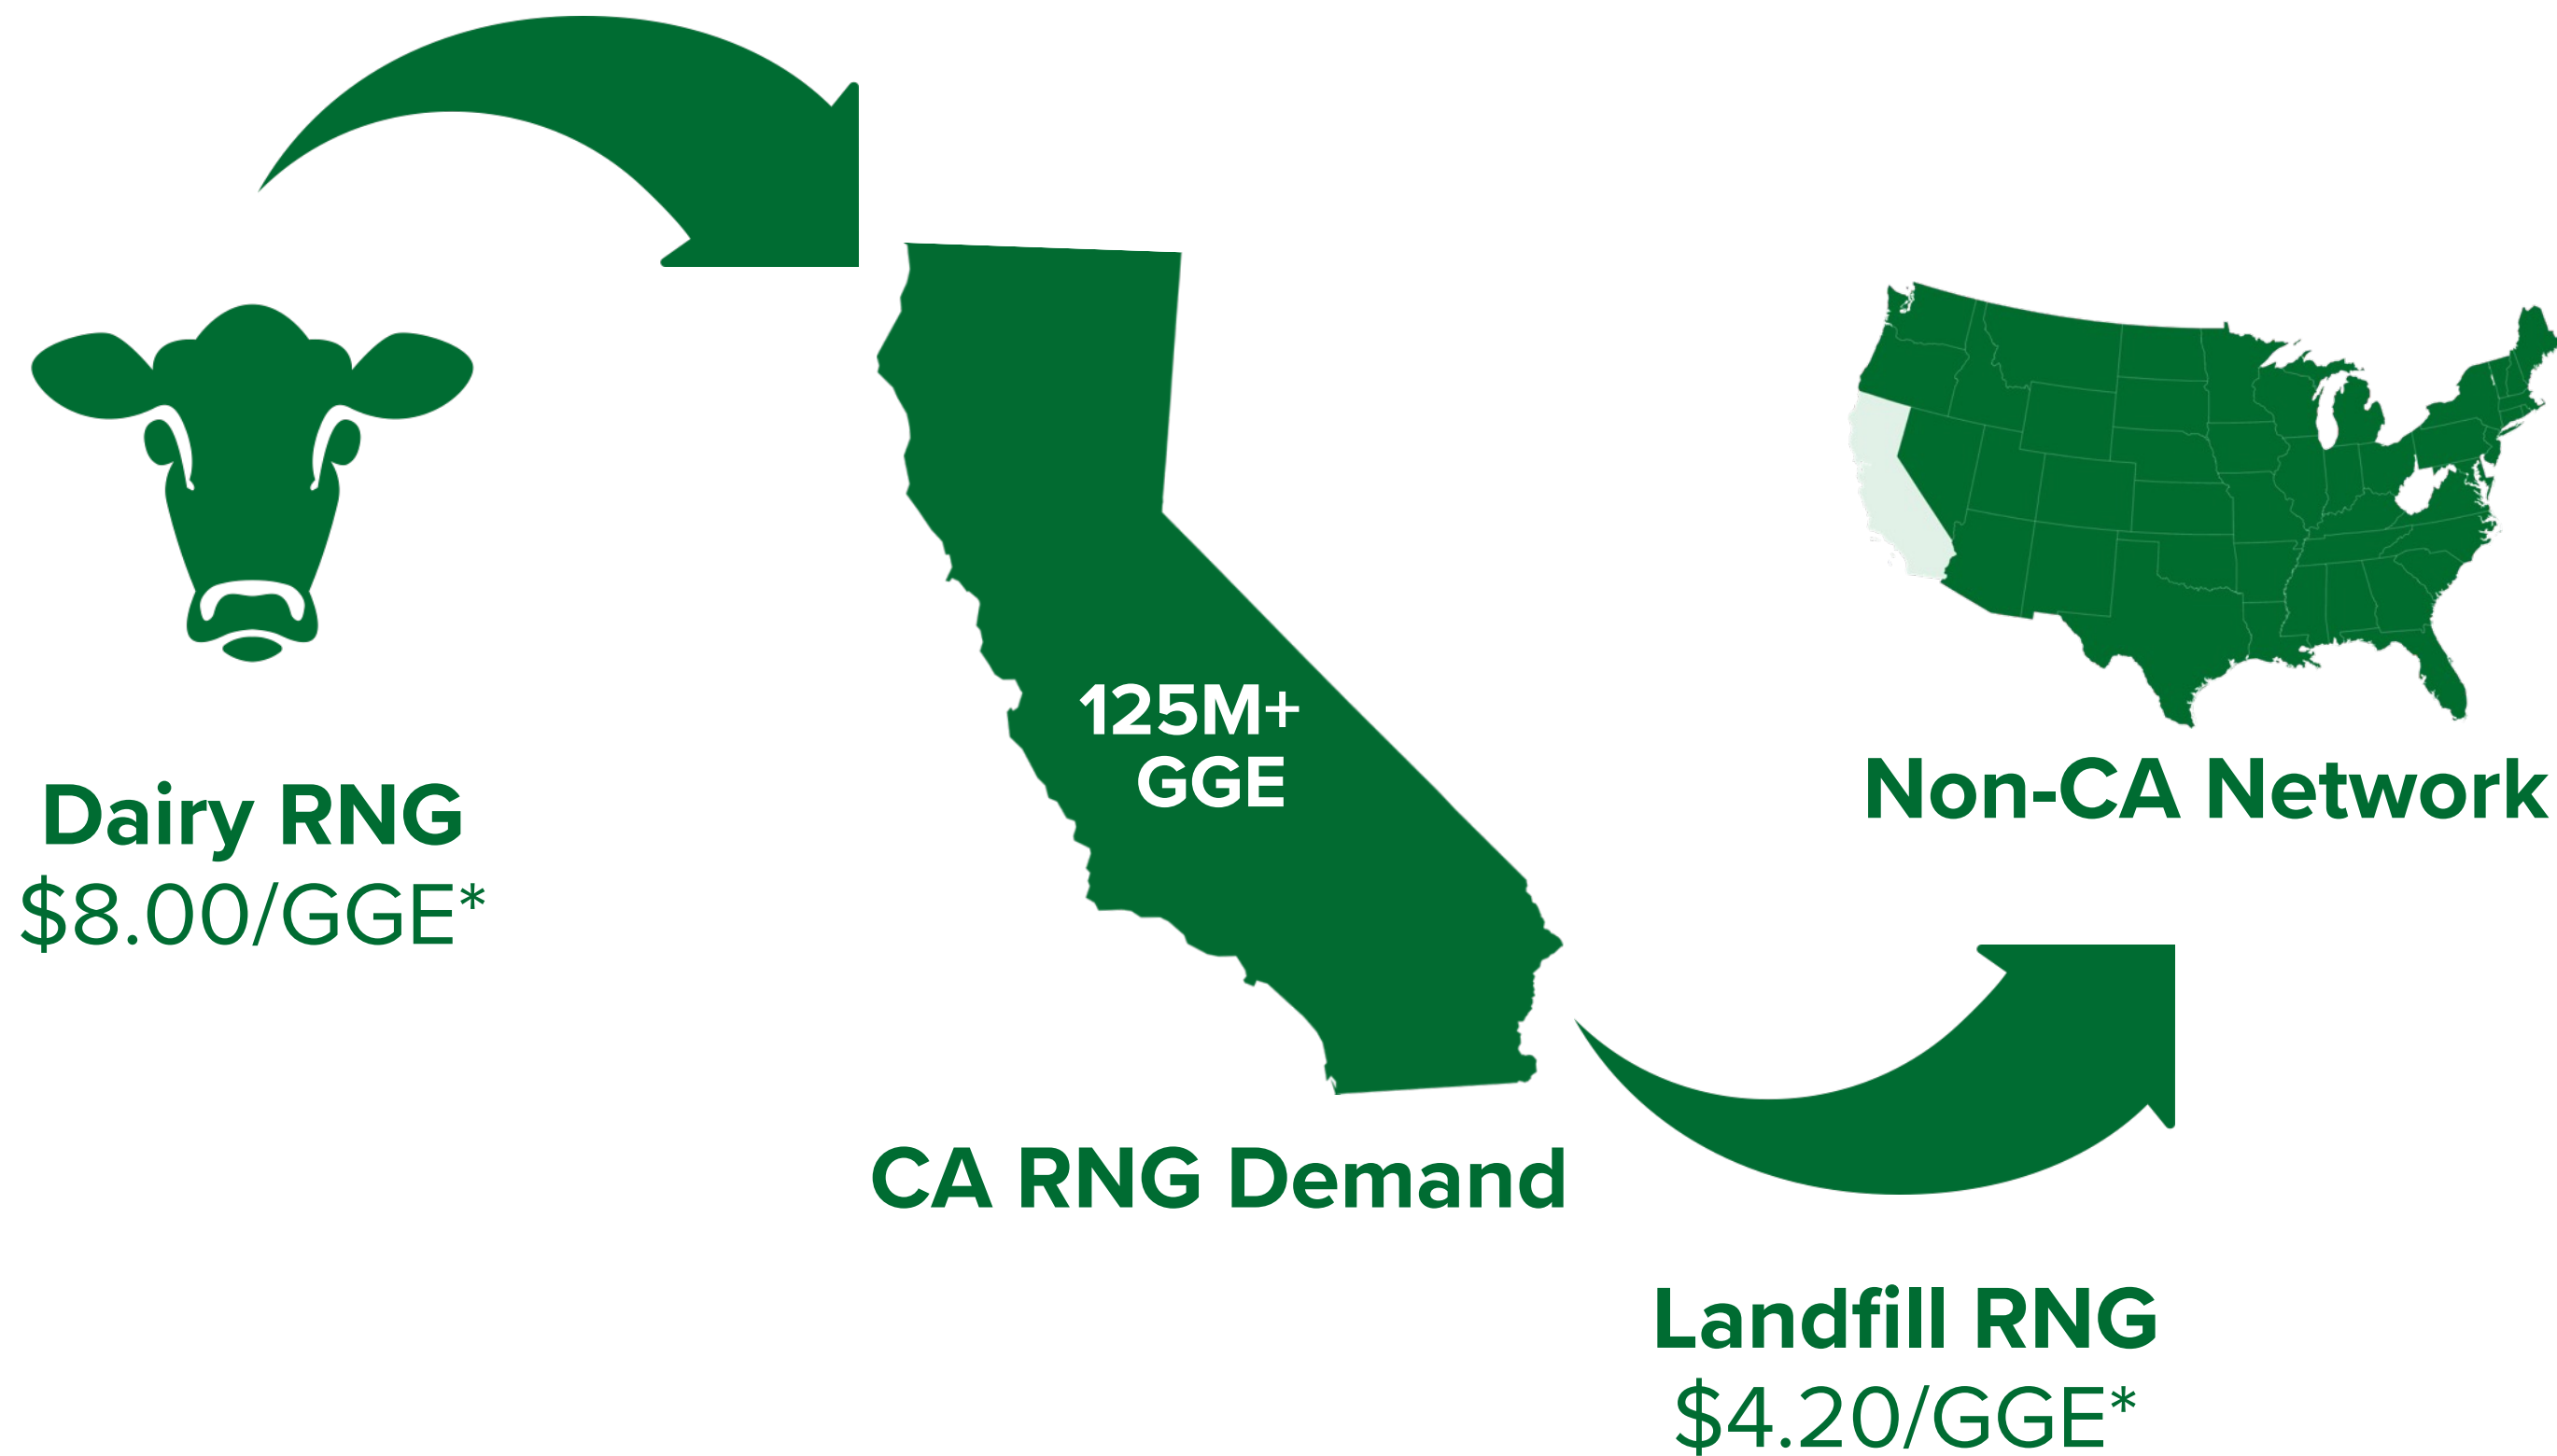 Dairy RNG
$8.00/GGE*
125M+
GGE
CA RNG Demand
Non-CA Network
Landfill RNG
$4.20/GGE*